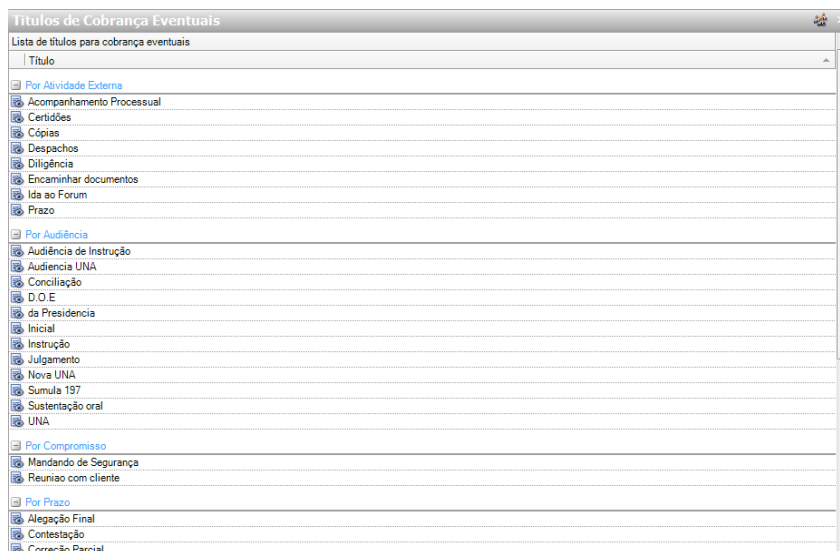 Títulos de Cobrança Eventuais
Lista de títulos para cobrança eventuais
Título
Por Atividade Externa
Acompanhamento Processual
Certidões
Cópias
Despachos
Diligência
Encaminhar documentos
Ida ao Forum
Prazo
Por Audiência
Audiência de Instrução
Audiencia UNA
Conciliação
D.O.E
da Presidencia
Inicial
Instrução
Julgamento
Nova UNA
Sumula 197
Sustentação oral
UNA
Por Compromisso
Mandando de Segurança
Reuniao com cliente
Por Prazo
Alegação Final
Contestação
Correção Parcial